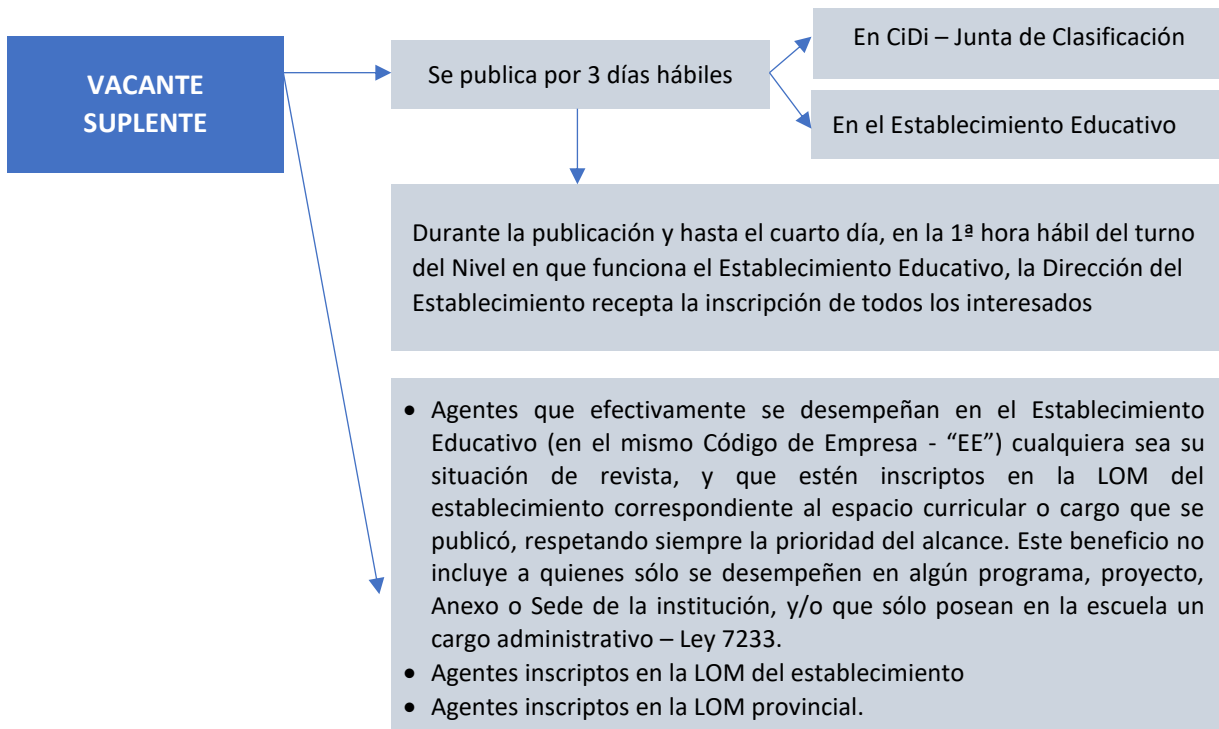 VACANTE
SUPLENTE
Se publica por 3 días hábiles
En CiDi – Junta de Clasificación
En el Establecimiento Educativo
Durante la publicación y hasta el cuarto día, en la 1ª hora hábil del turno
del Nivel en que funciona el Establecimiento Educativo, la Dirección del
Establecimiento recepta la inscripción de todos los interesados
• Agentes que efectivamente se desempeñan en el Establecimiento
Educativo (en el mismo Código de Empresa - “EE”) cualquiera sea su
situación de revista, y que estén inscriptos en la LOM del
establecimiento correspondiente al espacio curricular o cargo que se
publicó, respetando siempre la prioridad del alcance. Este beneficio no
incluye a quienes sólo se desempeñen en algún programa, proyecto,
Anexo o Sede de la institución, y/o que sólo posean en la escuela un
cargo administrativo – Ley 7233.
• Agentes inscriptos en la LOM del establecimiento
• Agentes inscriptos en la LOM provincial.